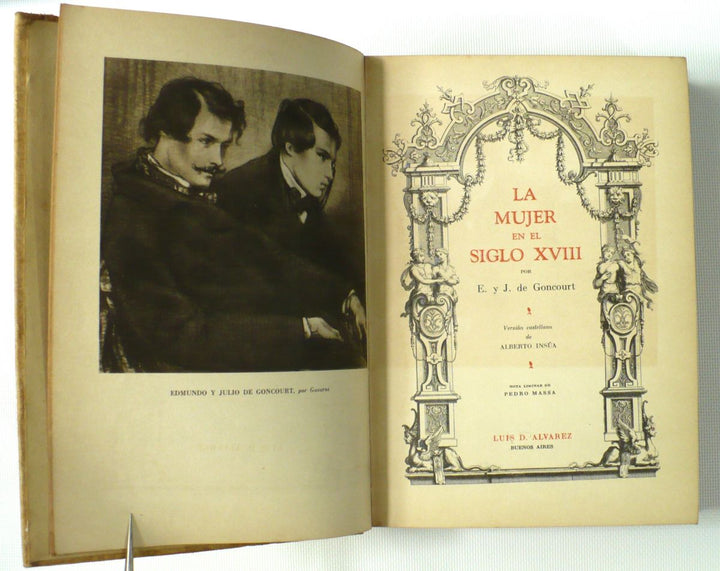 EDMUNDO Y JULIO DE GONCOURT, por Gavarni
LA
MUJER
EN EL
SIGLO XVIII
POR
E. y J. de Goncourt
Versión castellana
de
ALBERTO INSÚA
NOTA LIMINAR DE
PEDRO MASSA
LUIS D. ALVAREZ
BUENOS AIRES